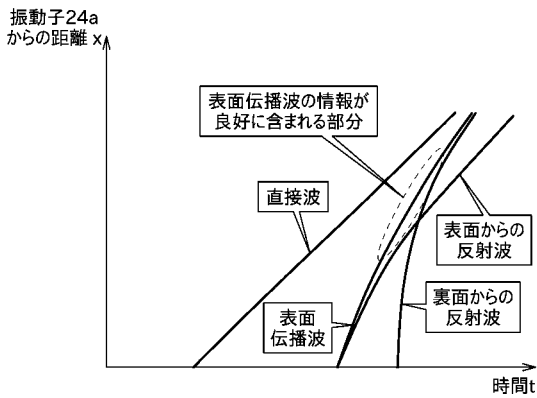 振動子24a
からの距離 x
表面伝播波の情報が
良好に含まれる部分
直接波
表面からの
反射波
表面
伝播波
裏面からの
反射波
時間t